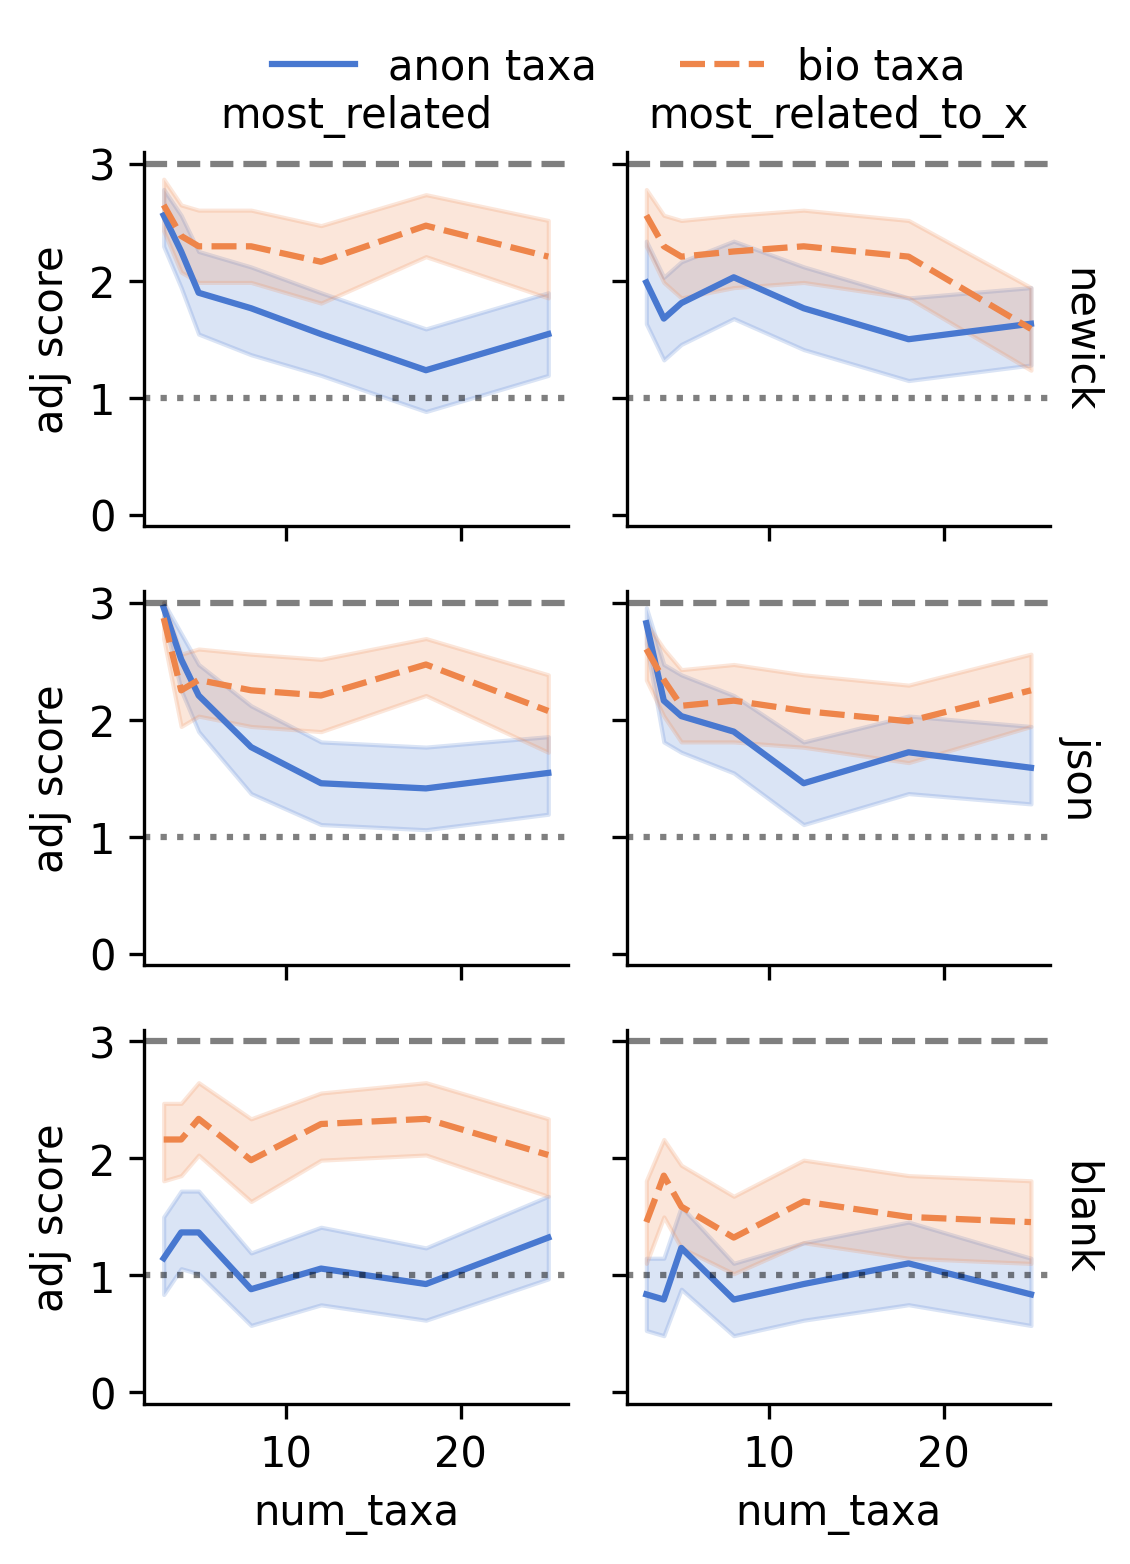 anon taxa bio taxa
most_related most_related_to_x
3
2
1
0
adj score
newick
3
2
1
0
adj score
json
3
2
1
0
adj score
blank
10 20 10 20
num_taxa num_taxa